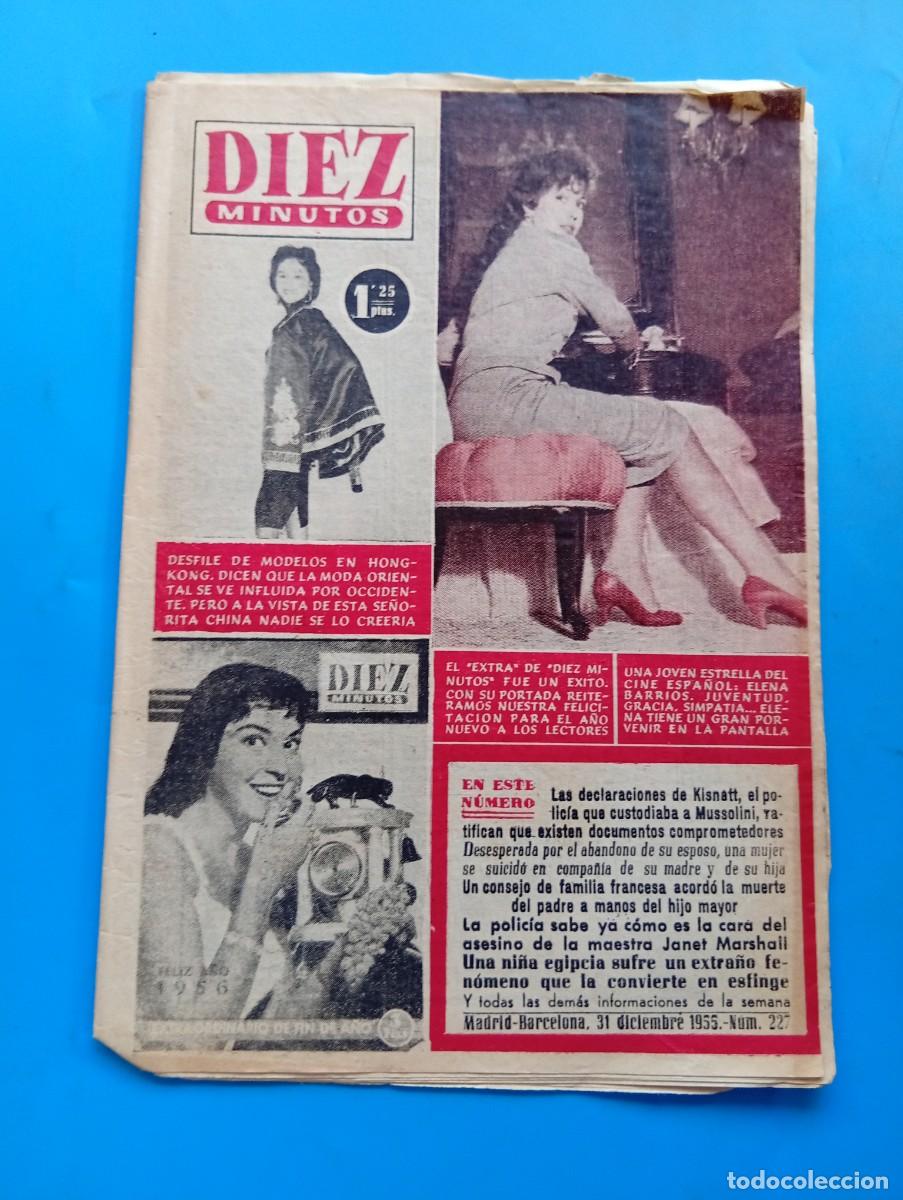 DIEZ
MINUTOS
1'25
ptas.
DESFILE DE MODELOS EN HONG-
KONG. DICEN QUE LA MODA ORIEN-
TAL SE VE INFLUIDA POR OCCIDEN-
TE. PERO A LA VISTA DE ESTA SEÑO-
RITA CHINA NADIE SE LO CREERIA
DIEZ
MINUTOS
FELIZ AÑO
1956
EXTRAORDINARIO DE FIN DE AÑO
EL "EXTRA" DE "DIEZ MI-
NUTOS" FUE UN EXITO.
CON SU PORTADA REITE-
RAMOS NUESTRA FELICI-
TACION PARA EL AÑO
NUEVO A LOS LECTORES
UNA JOVEN ESTRELLA DEL
CINE ESPAÑOL: ELENA
BARRIOS. JUVENTUD,
GRACIA, SIMPATIA... ELE-
NA TIENE UN GRAN POR-
VENIR EN LA PANTALLA
EN ESTE
NÚMERO
Las declaraciones de Kisnatt, el po-
licía que custodiaba a Mussolini, ra-
tifican que existen documentos comprometedores
Desesperada por el abandono de su esposo, una mujer
se suicidó en compañía de su madre y de su hija
Un consejo de familia francesa acordó la muerte
del padre a manos del hijo mayor
La policía sabe ya cómo es la cara del
asesino de la maestra Janet Marshall
Una niña egipcia sufre un extraño fe-
nómeno que la convierte en esfinge
Y todas las demás informaciones de la semana
Madrid-Barcelona, 31 diciembre 1955.-Núm. 227
todocoleccion